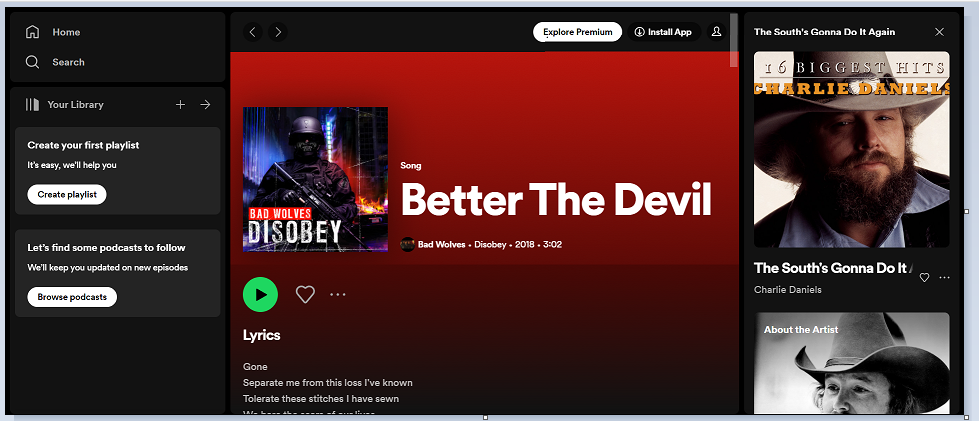 Home
Search
Your Library
Create your first playlist
It's easy, we'll help you
Create playlist
Let's find some podcasts to follow
We'll keep you updated on new episodes
Browse podcasts
Explore Premium
Install App
BAD WOLVES
DISOBEY
Song
Better The Devil
Bad Wolves • Disobey • 2018 • 3:02
Lyrics
Gone
Separate me from this loss I've known
Tolerate these stitches I have sewn
The South's Gonna Do It Again
16 BIGGEST HITS
CHARLIE DANIELS
The South's Gonna Do It
Charlie Daniels
About the Artist